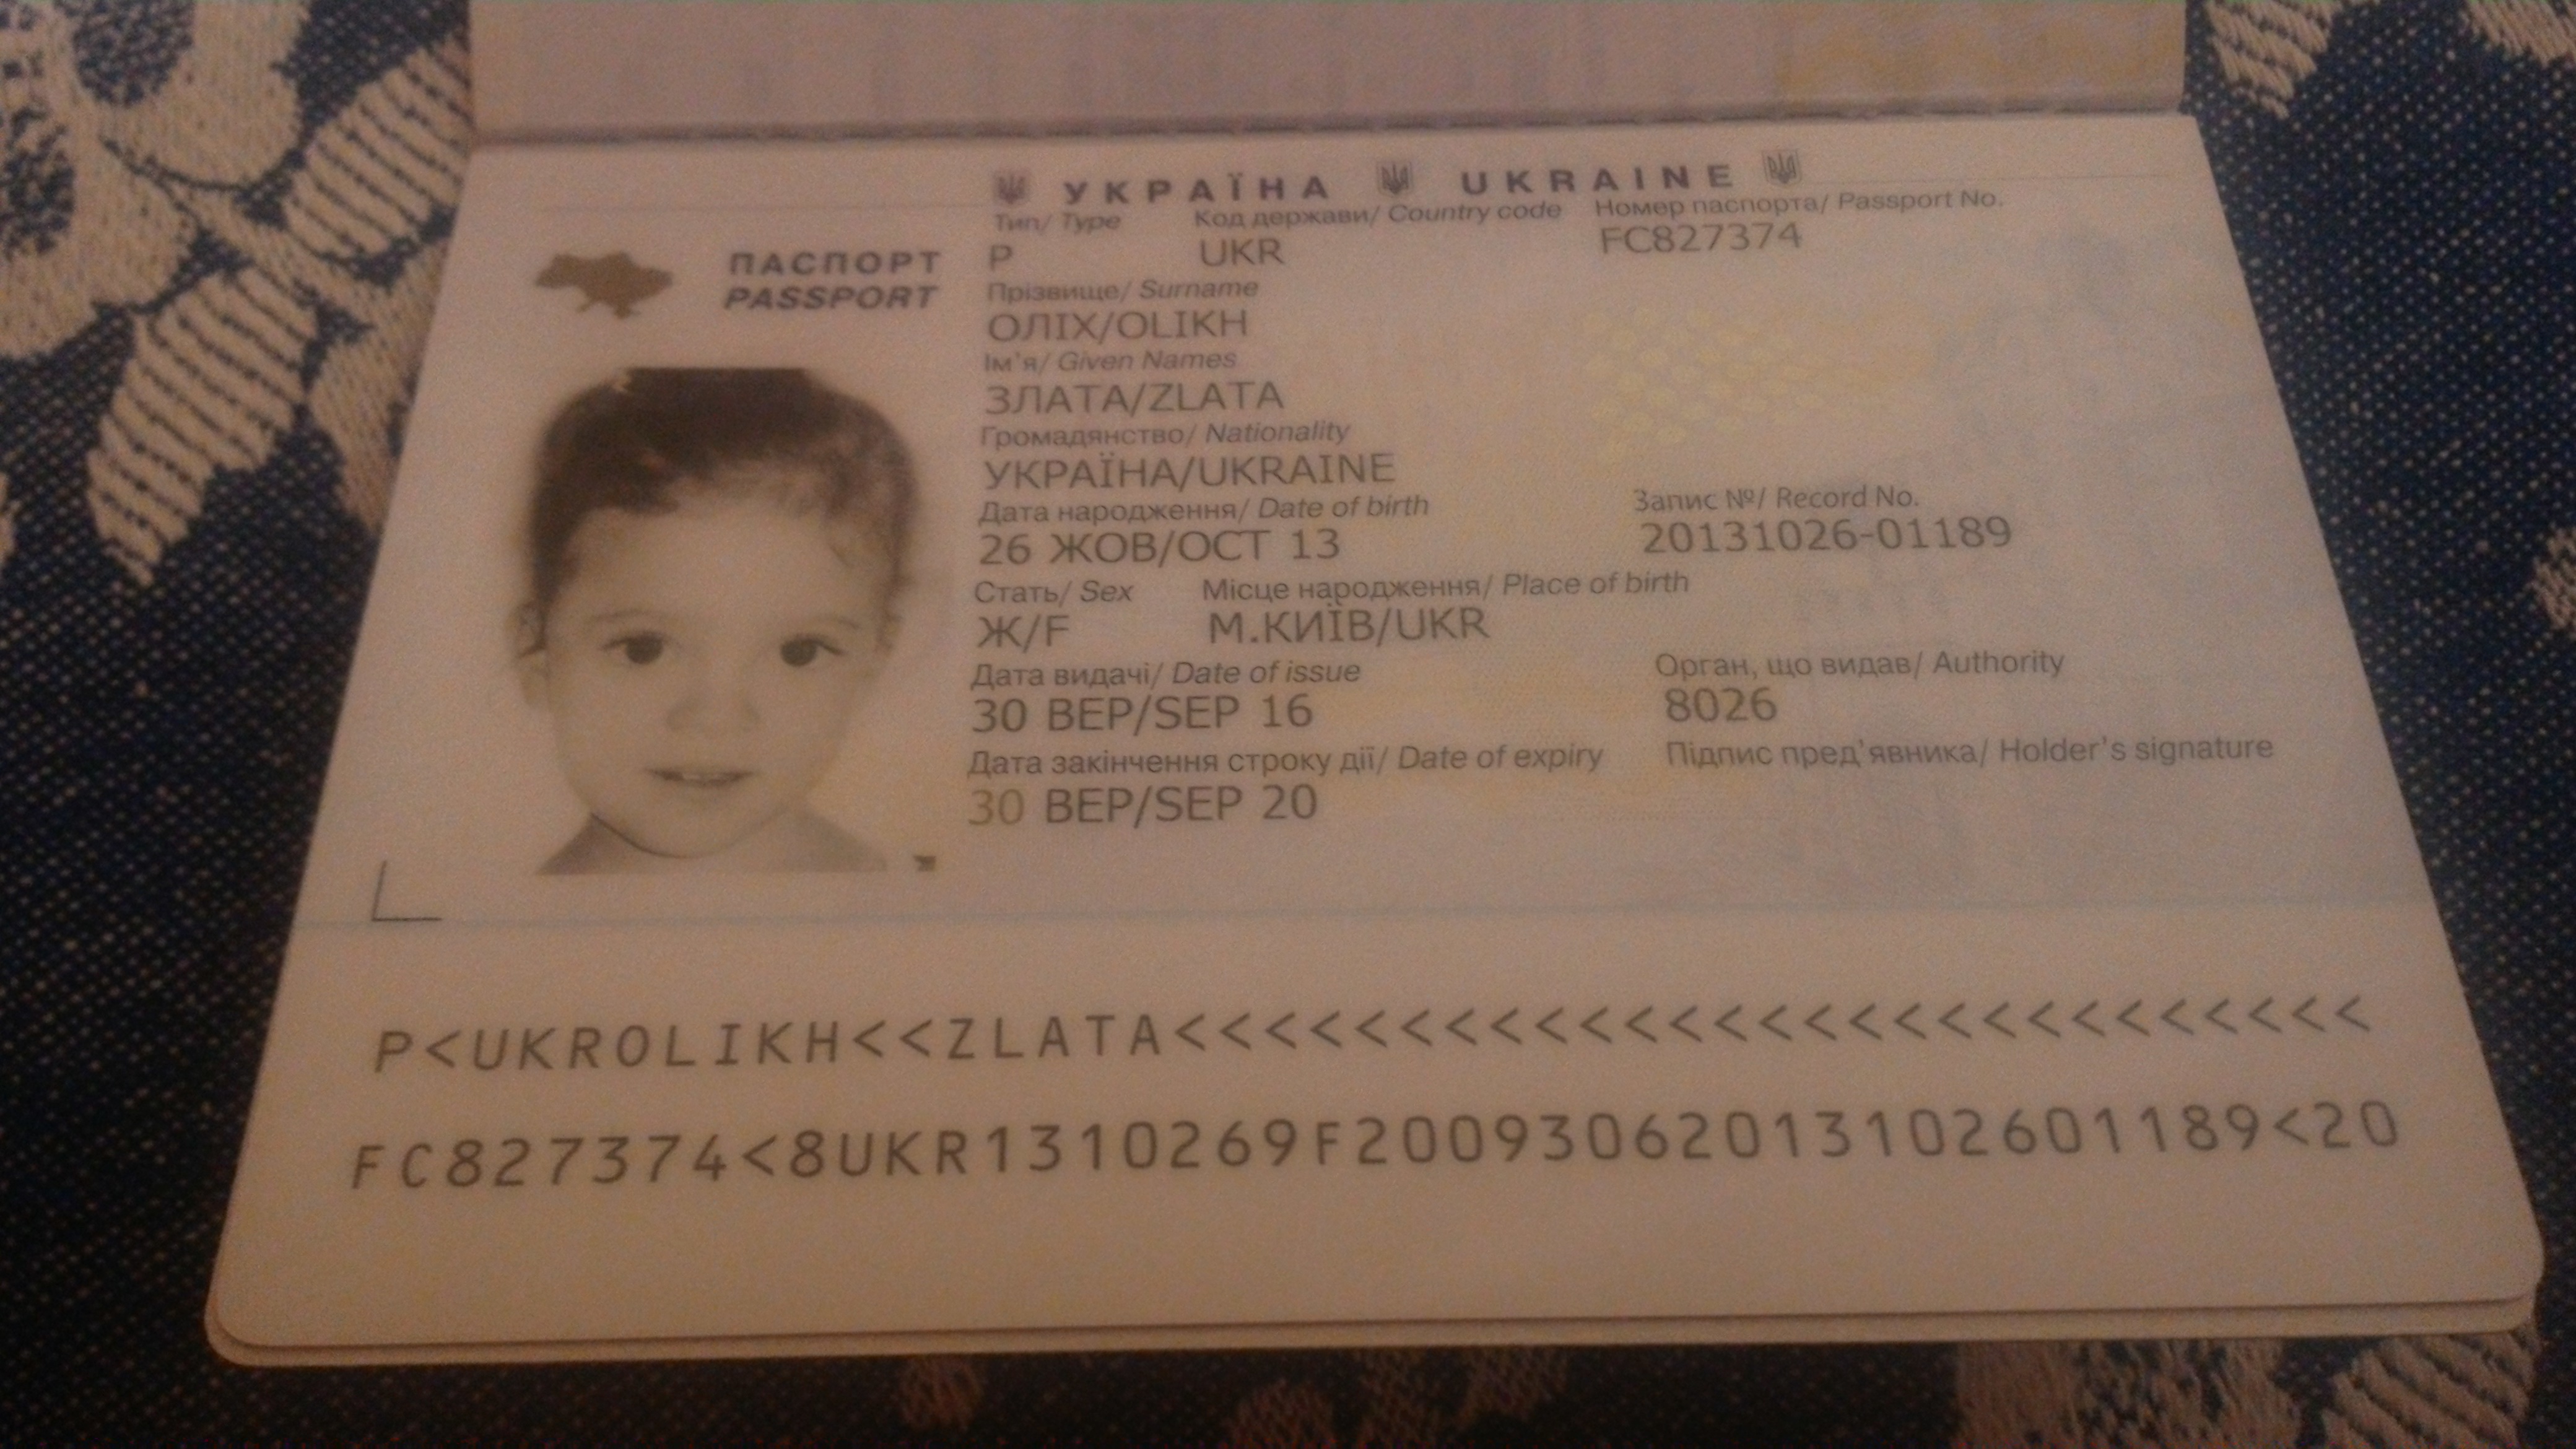 УКРАЇНА UKRAINE
Тип/ Type Код держави/ Country code Номер паспорта/ Passport No.
P UKR FC827374
ПАСПОРТ
PASSPORT
Прізвище/ Surname
ОЛІХ/OLIKH
Ім'я/ Given Names
ЗЛАТА/ZLATA
Громадянство/ Nationality
УКРАЇНА/UKRAINE
Дата народження/ Date of birth Запис №/ Record No.
26 ЖОВ/OCT 13 20131026-01189
Стать/ Sex Місце народження/ Place of birth
Ж/F М.КИЇВ/UKR
Дата видачі/ Date of issue Орган, що видав/ Authority
30 ВЕР/SEP 16 8026
Дата закінчення строку дії/ Date of expiry Підпис пред'явника/ Holder's signature
30 ВЕР/SEP 20
P<UKROLIKH<<ZLATA<<<<<<<<<<<<<<<<<<<<<<<<<<<
FC827374<8UKR1310269F2009306201310260 1189<20